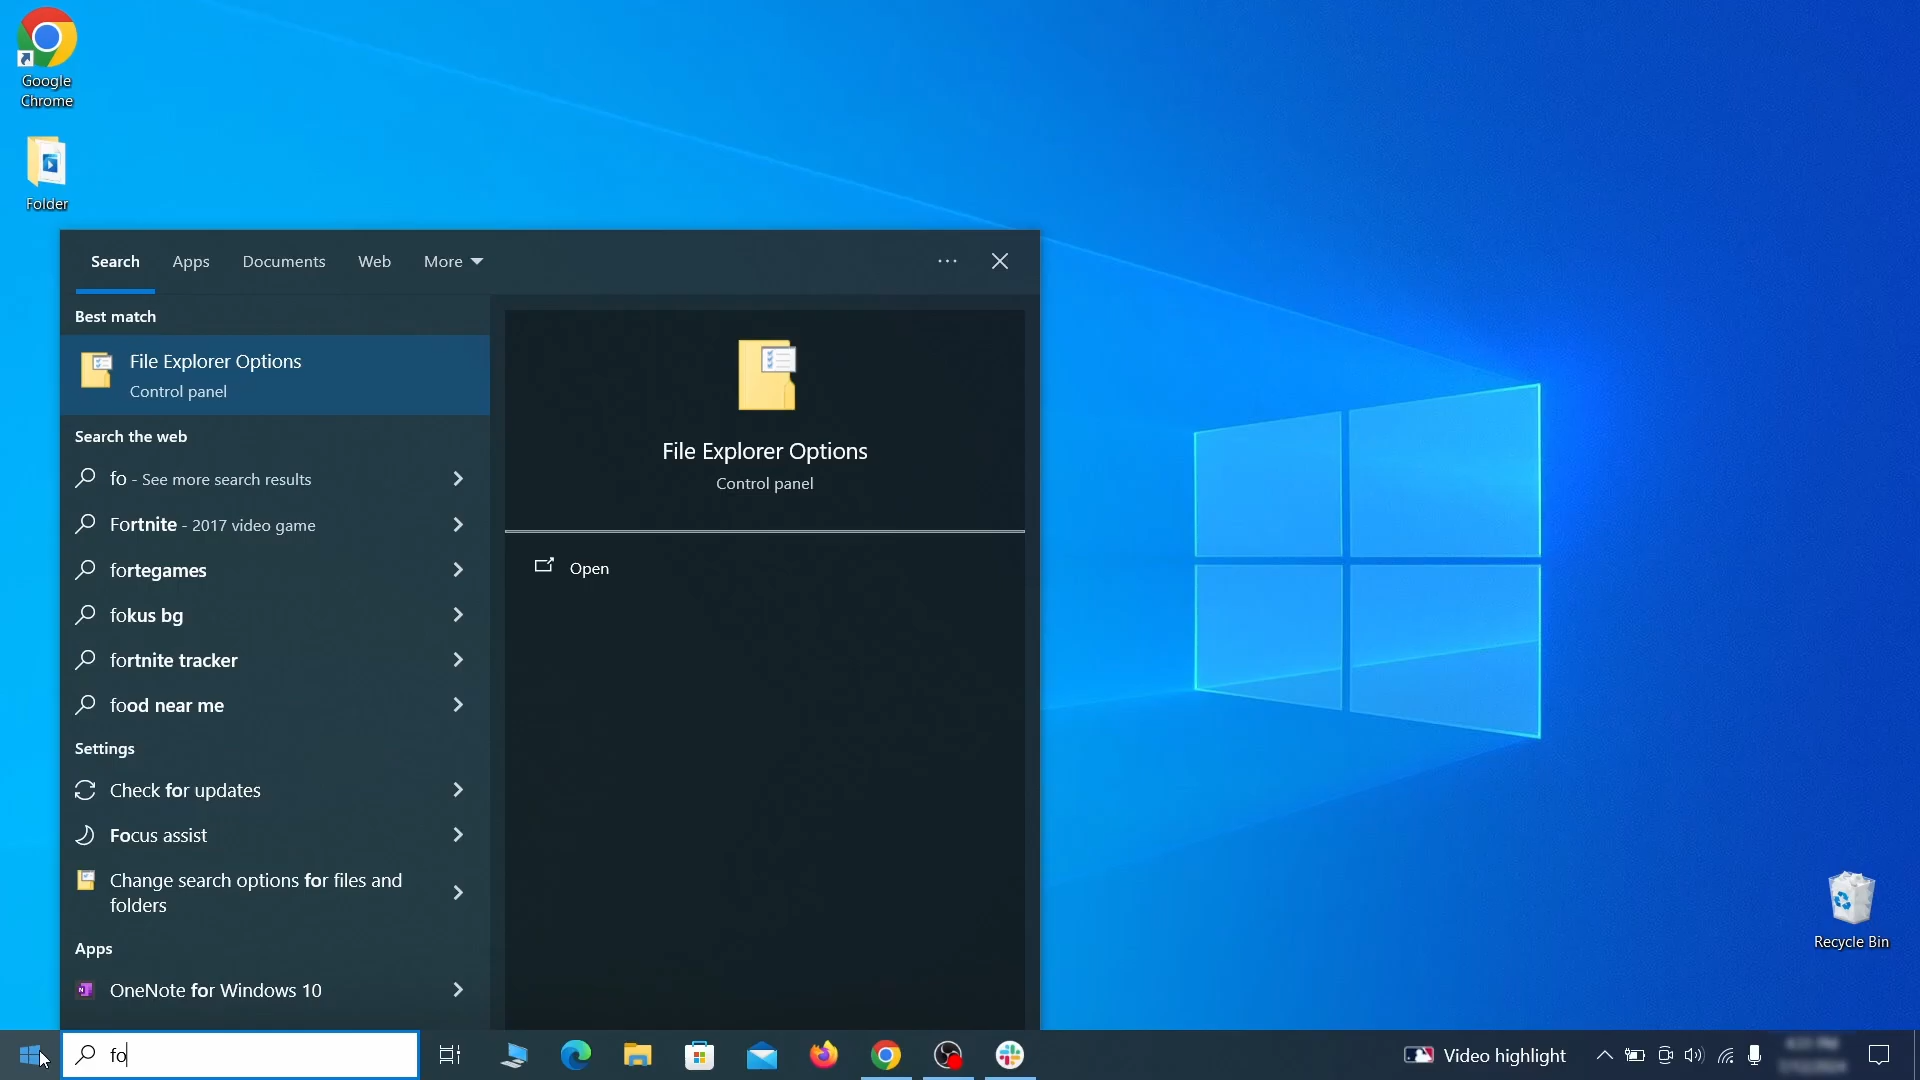 Google
Chrome
Folder
Search Apps Documents Web More
Best match
File Explorer Options
Control panel
Search the web
fo - See more search results
Fortnite - 2017 video game
fortegames
fokus bg
fortnite tracker
food near me
Settings
Check for updates
Focus assist
Change search options for files and
folders
Apps
OneNote for Windows 10
File Explorer Options
Control panel
Open
Recycle Bin
fo
Video highlight